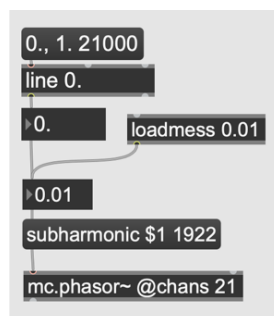 0., 1. 21000
line 0.
0.
loadmess 0.01
0.01
subharmonic $1 1922
mc.phasor~ @chans 21